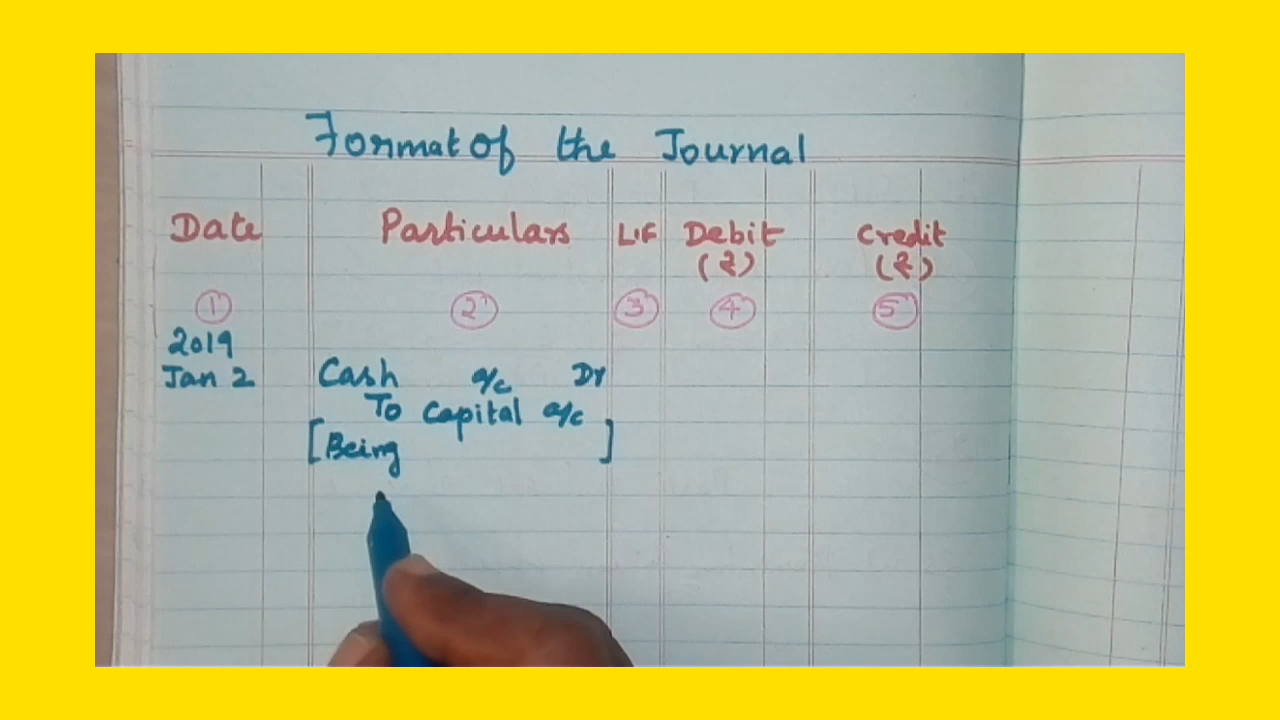 Format of the Journal
Date Particulars L.F Debit (₹) Credit (₹)
1 2 3 4 5
2019
Jan 2 Cash a/c Dr
To Capital a/c
[Being ]